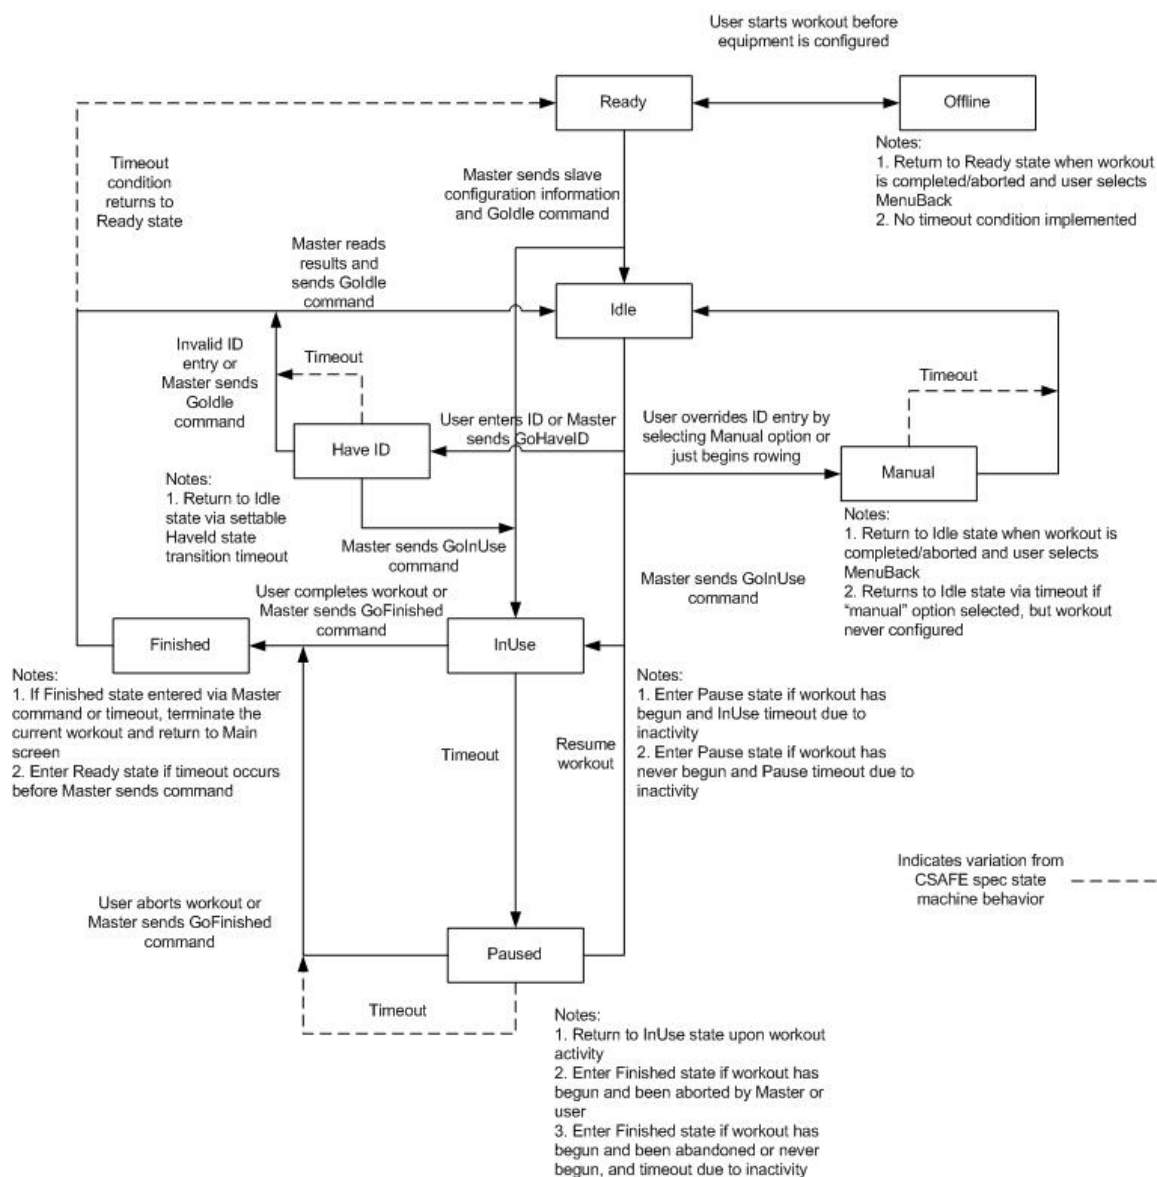 User starts workout before
equipment is configured
Ready
Offline
Timeout
condition
returns to
Ready state
Master sends slave
configuration information
and GoIdle command
Notes:
1. Return to Ready state when workout
is completed/aborted and user selects
MenuBack
2. No timeout condition implemented
Master reads
results and
sends GoIdle
command
Idle
Invalid ID
entry or
Master sends
GoIdle
command
Timeout
Timeout
User enters ID or Master
sends GoHaveID
User overrides ID entry by
selecting Manual option or
just begins rowing
Have ID
Manual
Notes:
1. Return to Idle
state via settable
HaveId state
transition timeout
Master sends GoInUse
command
Notes:
1. Return to Idle state when workout is
completed/aborted and user selects
MenuBack
2. Returns to Idle state via timeout if
“manual” option selected, but workout
never configured
Master sends GoInUse
command
User completes workout or
Master sends GoFinished
command
Finished
InUse
Notes:
1. If Finished state entered via Master
command or timeout, terminate the
current workout and return to Main
screen
2. Enter Ready state if timeout occurs
before Master sends command
Notes:
1. Enter Pause state if workout has
begun and InUse timeout due to
inactivity
2. Enter Pause state if workout has
never begun and Pause timeout due to
inactivity
Timeout
Resume
workout
Indicates variation from
CSAFE spec state
machine behavior
User aborts workout or
Master sends GoFinished
command
Paused
Timeout
Notes:
1. Return to InUse state upon workout
activity
2. Enter Finished state if workout has
begun and been aborted by Master or
user
3. Enter Finished state if workout has
begun and been abandoned or never
begun, and timeout due to inactivity